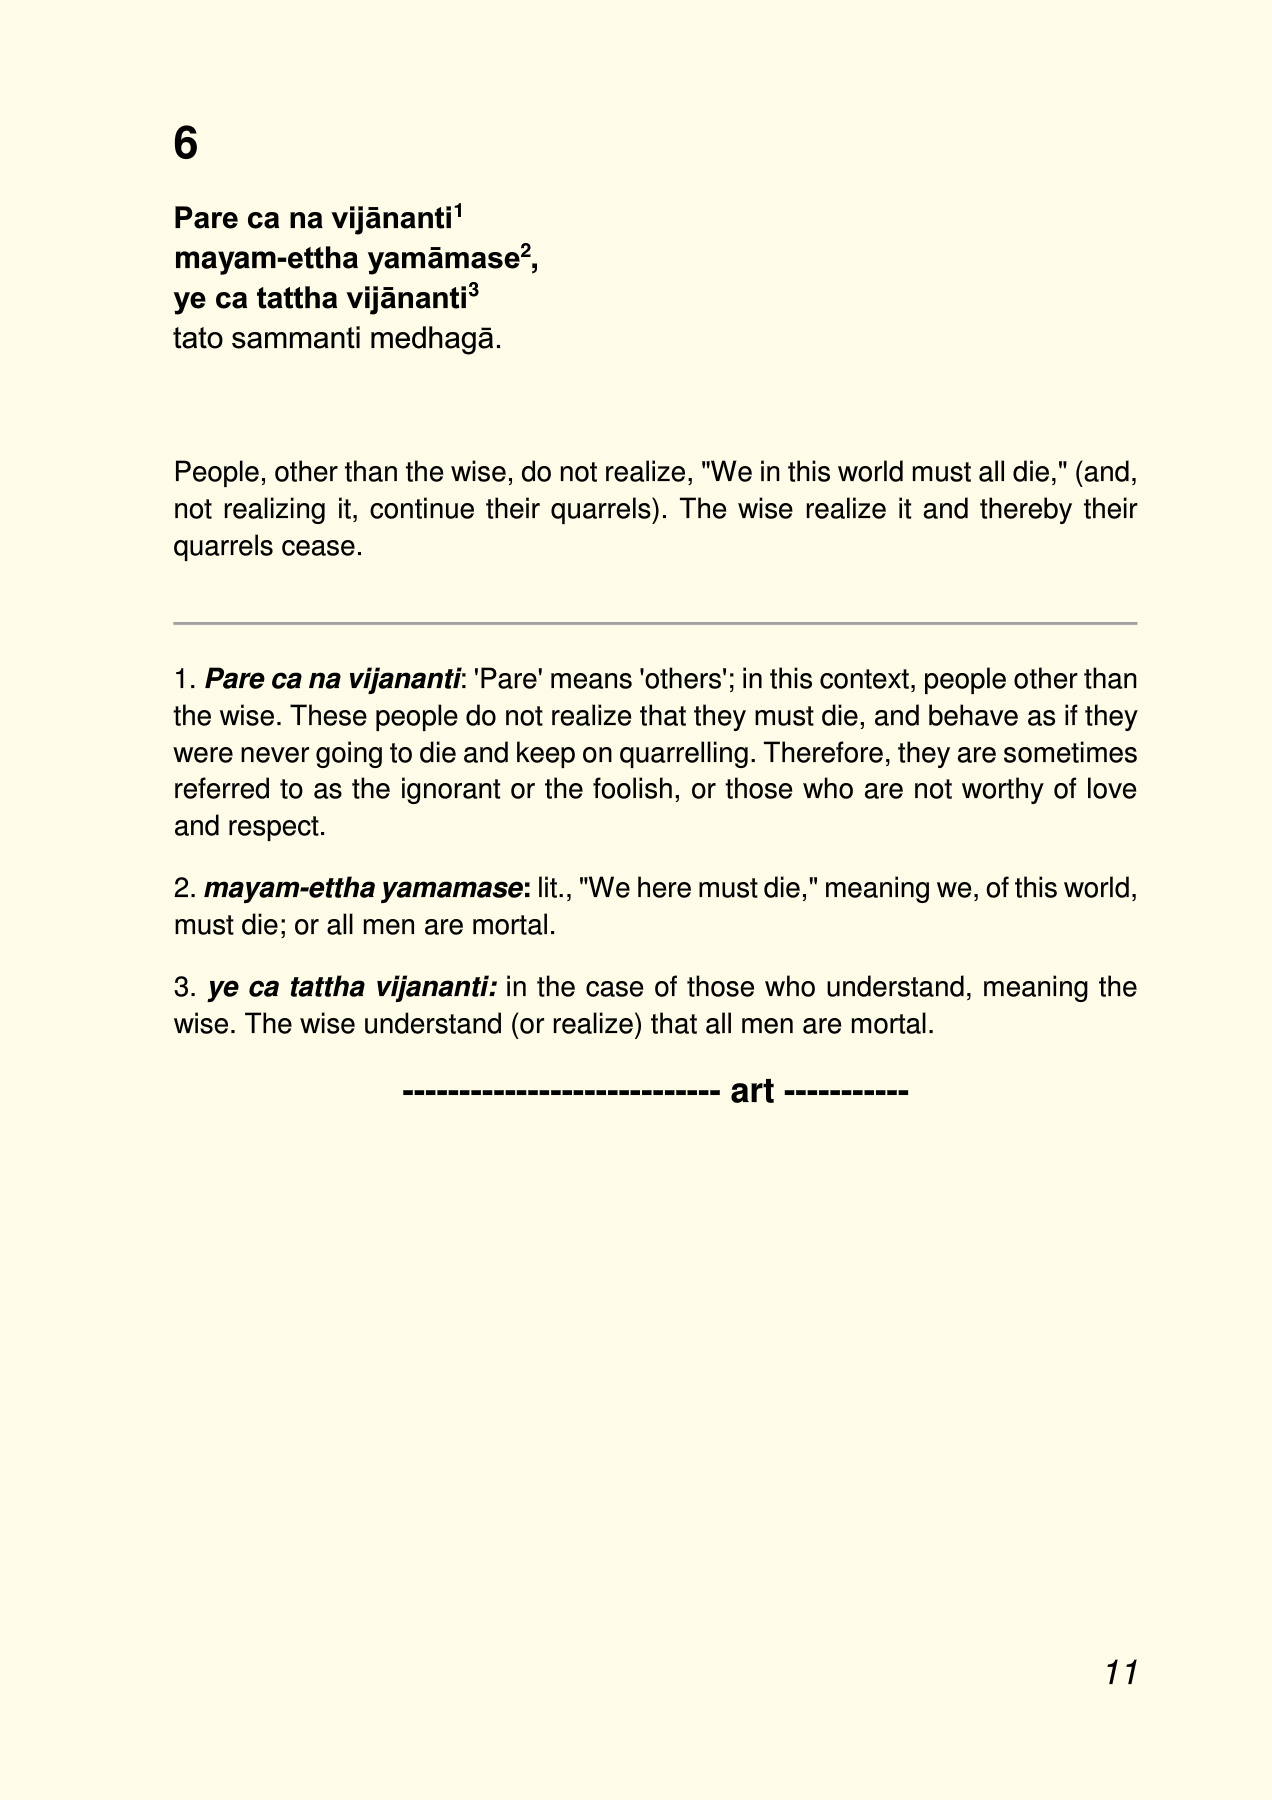 6
Pare ca na vijānanti1
mayam-ettha yamāmase2,
ye ca tattha vijānanti3
tato sammanti medhagā.
People, other than the wise, do not realize, "We in this world must all die," (and,
not realizing it, continue their quarrels). The wise realize it and thereby their
quarrels cease.
1. Pare ca na vijananti: 'Pare' means 'others'; in this context, people other than
the wise. These people do not realize that they must die, and behave as if they
were never going to die and keep on quarrelling. Therefore, they are sometimes
referred to as the ignorant or the foolish, or those who are not worthy of love
and respect.
2. mayam-ettha yamamase: lit., "We here must die," meaning we, of this world,
must die; or all men are mortal.
3. ye ca tattha vijananti: in the case of those who understand, meaning the
wise. The wise understand (or realize) that all men are mortal.
---------------------------- art -----------
11